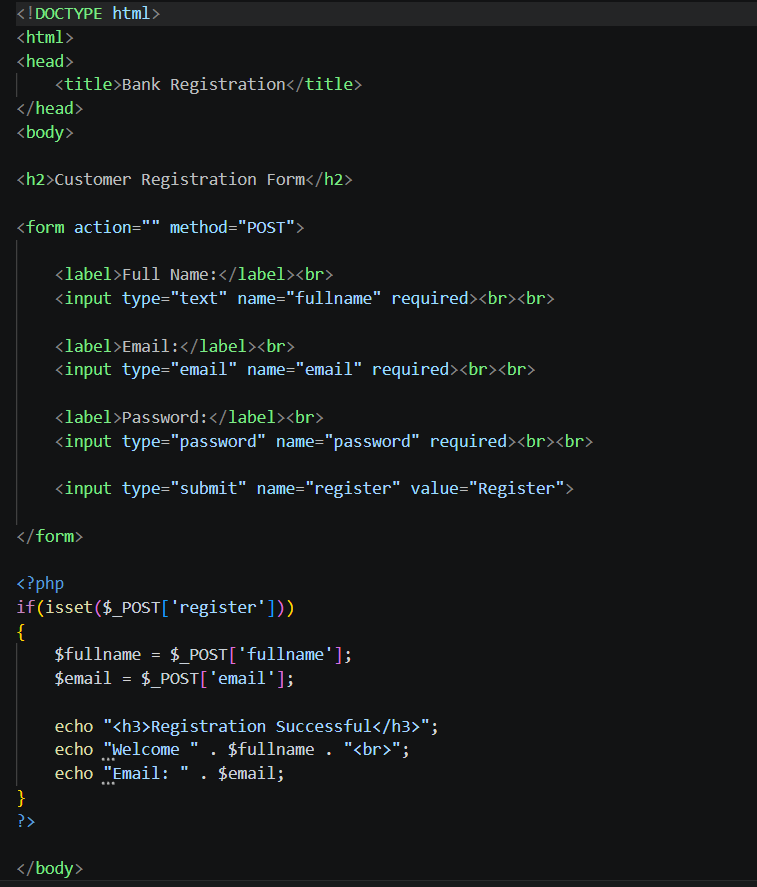 <!DOCTYPE html>
<html>
<head>
    <title>Bank Registration</title>
</head>
<body>

<h2>Customer Registration Form</h2>

<form action="" method="POST">

    <label>Full Name:</label><br>
    <input type="text" name="fullname" required><br><br>

    <label>Email:</label><br>
    <input type="email" name="email" required><br><br>

    <label>Password:</label><br>
    <input type="password" name="password" required><br><br>

    <input type="submit" name="register" value="Register">

</form>

<?php
if(isset($_POST['register']))
{
    $fullname = $_POST['fullname'];
    $email = $_POST['email'];

    echo "<h3>Registration Successful</h3>";
    echo "Welcome " . $fullname . "<br>";
    echo "Email: " . $email;
}
?>

</body>